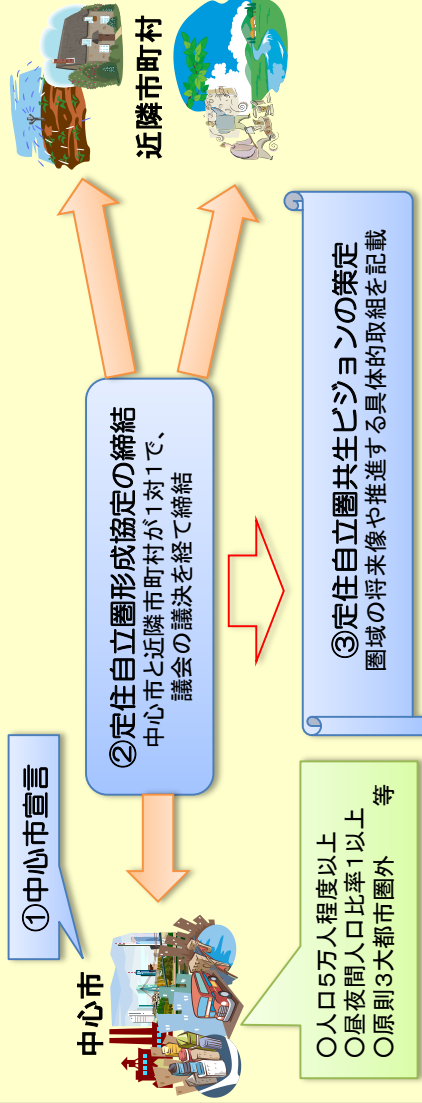 ①中心市宣言
中心市
○人口5万人程度以上
○昼夜間人口比率1以上
○原則3大都市圏外　等
②定住自立圏形成協定の締結
中心市と近隣市町村が1対1で、
議会の議決を経て締結
近隣市町村
③定住自立圏共生ビジョンの策定
圏域の将来像や推進する具体的取組を記載